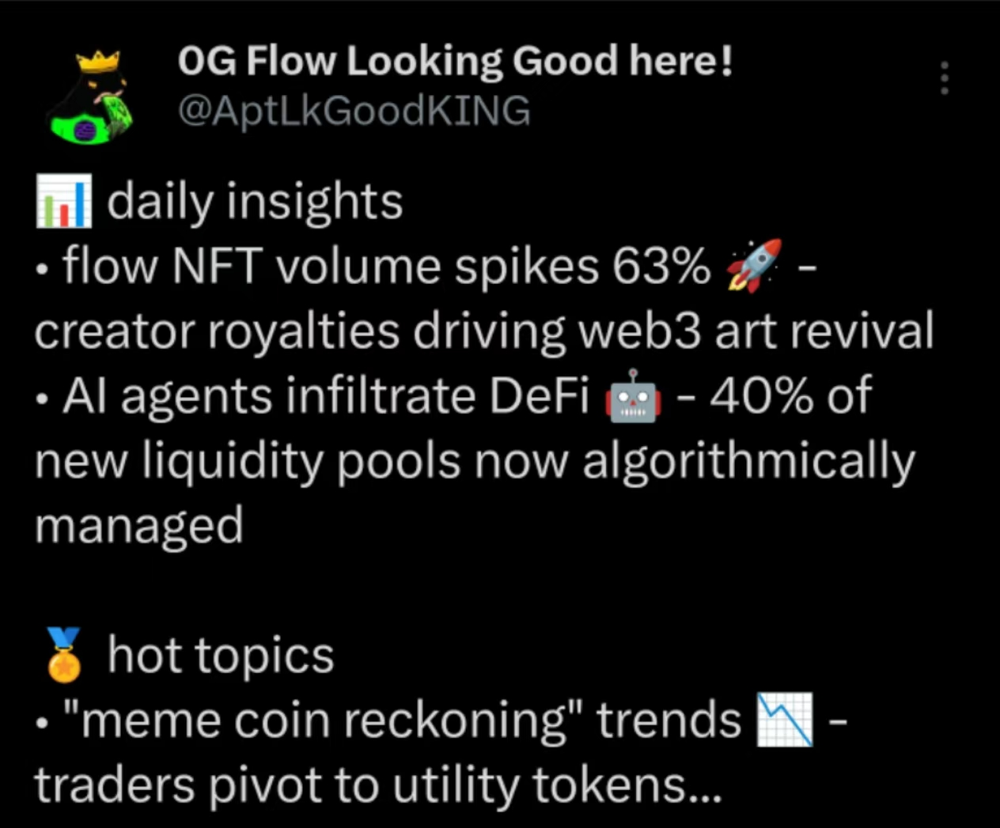 0G Flow Looking Good here!
@AptLkGoodKING
📊 daily insights
• flow NFT volume spikes 63% 🚀 -
creator royalties driving web3 art revival
• AI agents infiltrate DeFi 🤖 - 40% of
new liquidity pools now algorithmically
managed
🏅 hot topics
• "meme coin reckoning" trends 📉 -
traders pivot to utility tokens...